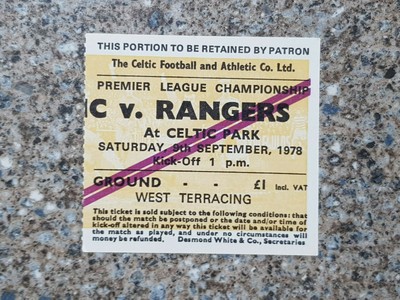 THIS PORTION TO BE RETAINED BY PATRON
The Celtic Football and Athletic Co. Ltd.
PREMIER LEAGUE CHAMPIONSHIP
C v. RANGERS
At CELTIC PARK
SATURDAY, 9th SEPTEMBER, 1978
Kick-Off 1 p.m.
GROUND - - £1 Incl. VAT
WEST TERRACING
This ticket is sold subject to the following conditions: that
should the match be postponed or the date and/or time of
kick-off altered in any way this ticket will be available for
the match as played, and under no circumstances will
money be refunded. Desmond White & Co., Secretaries